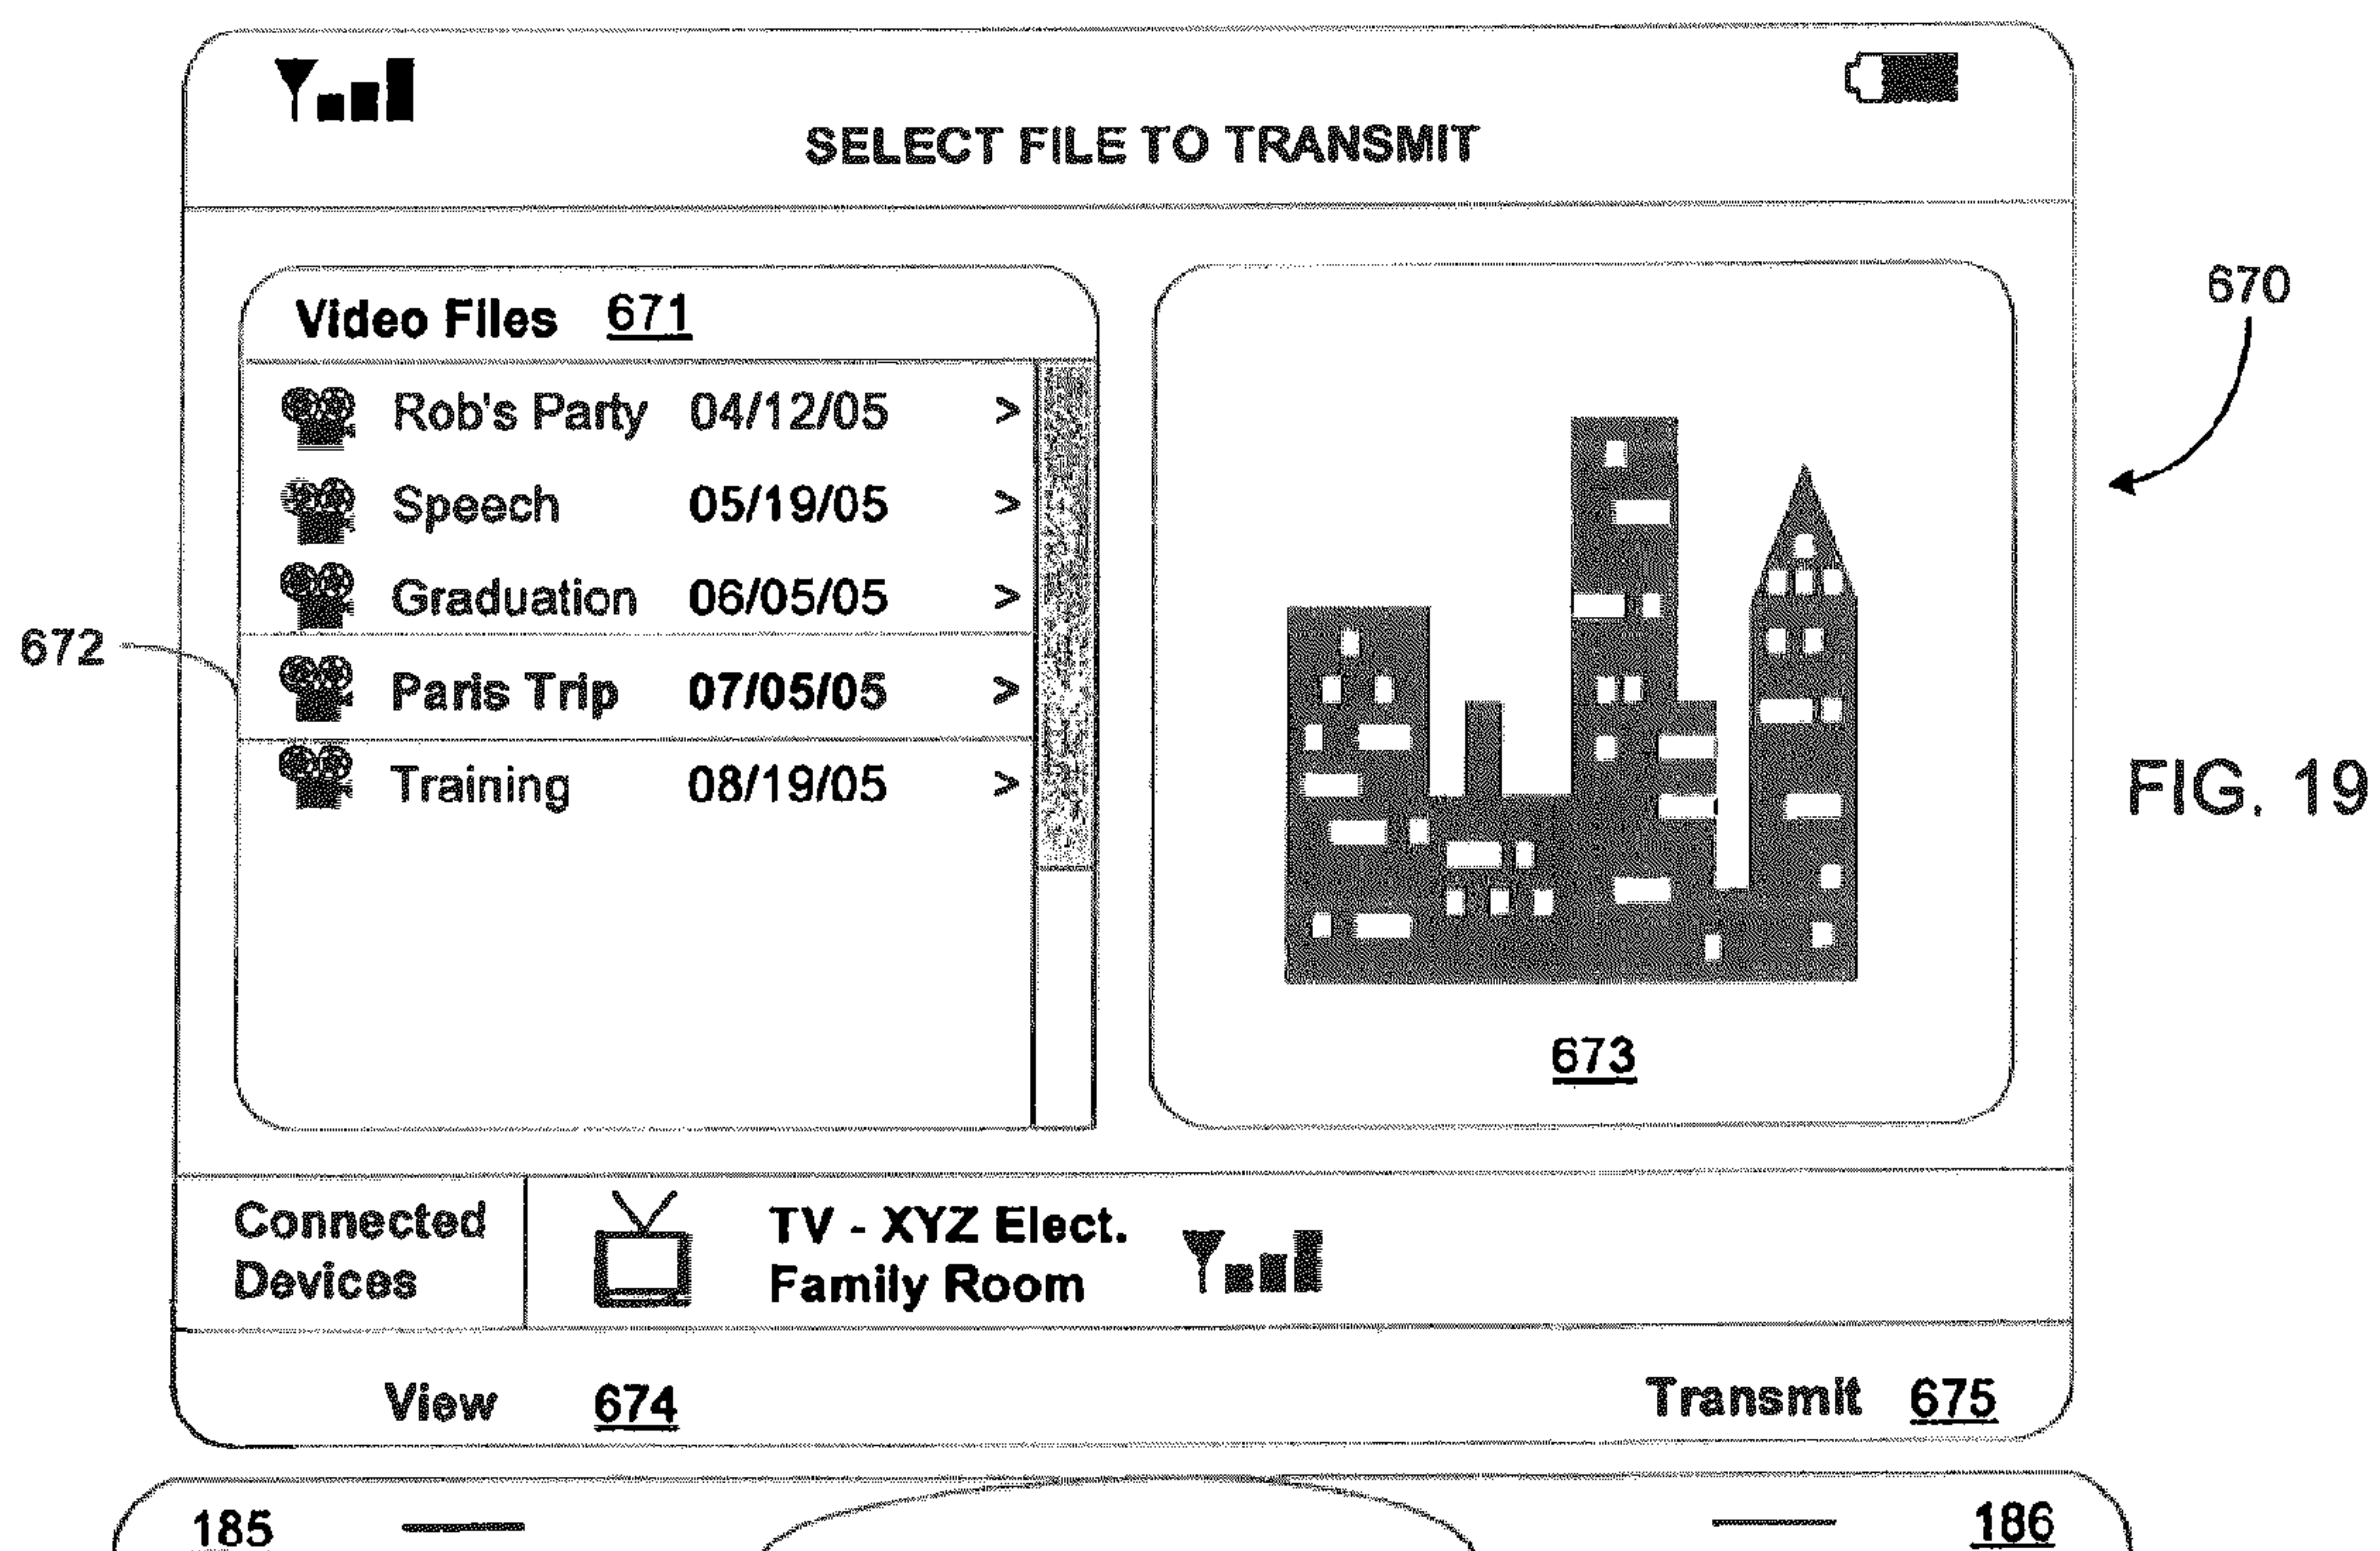 SELECT FILE TO TRANSMIT
Video Files 671
Rob's Party 04/12/05 >
Speech 05/19/05 >
Graduation 06/05/05 >
Paris Trip 07/05/05 >
Training 08/19/05 >
672
673
670
FIG. 19
Connected
Devices
TV - XYZ Elect.
Family Room
View 674
Transmit 675
185
186